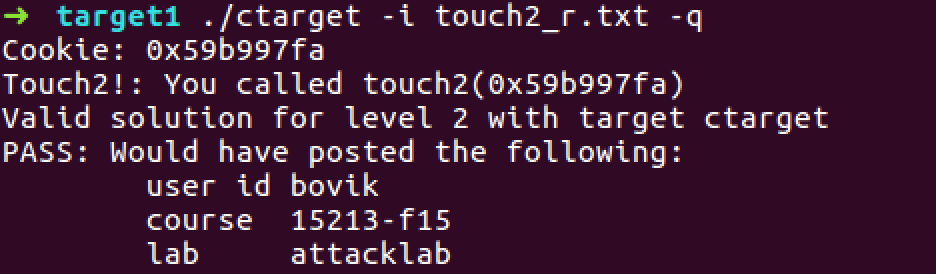 ➜ target1 ./ctarget -i touch2_r.txt -q
Cookie: 0x59b997fa
Touch2!: You called touch2(0x59b997fa)
Valid solution for level 2 with target ctarget
PASS: Would have posted the following:
        user id bovik
        course  15213-f15
        lab     attacklab